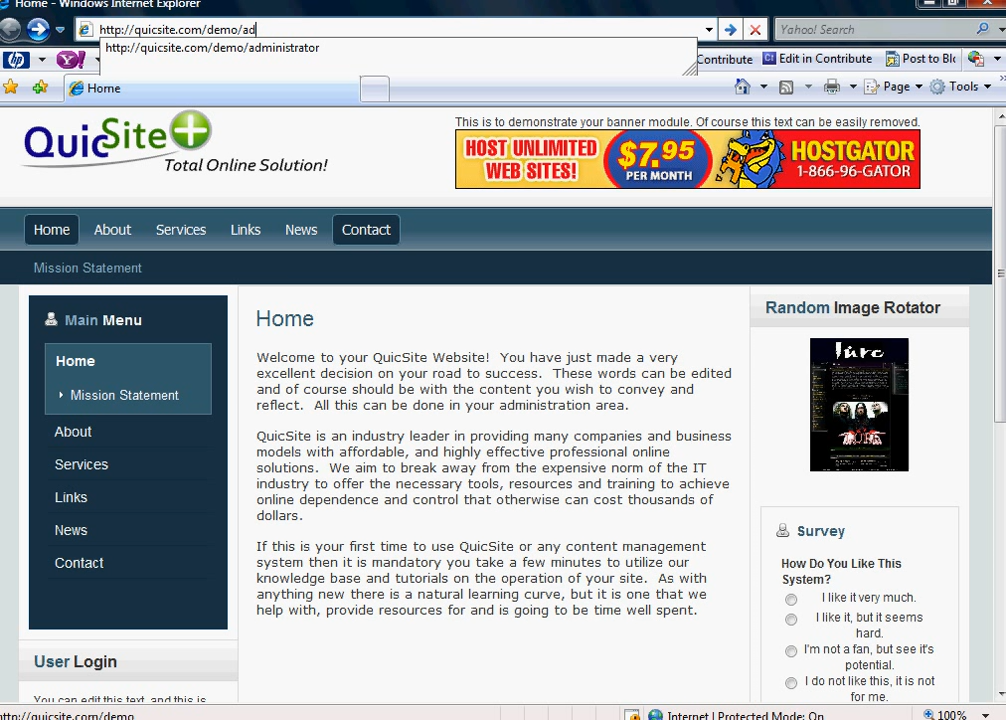 Home - Windows Internet Explorer
http://quicsite.com/demo/ad
Yahoo! Search
http://quicsite.com/demo/administrator
hp Y!
Contribute Edit in Contribute Post to Blo
Home
Page Tools
QuicSite
Total Online Solution!
This is to demonstrate your banner module. Of course this text can be easily removed.
HOST UNLIMITED
WEB SITES!
$7.95
PER MONTH
HOSTGATOR
1-866-96-GATOR
Home About Services Links News Contact
Mission Statement
Main Menu
Home
Mission Statement
About
Services
Links
News
Contact
User Login
You can edit this text, and this is
Home
Welcome to your QuicSite Website! You have just made a very
excellent decision on your road to success. These words can be edited
and of course should be with the content you wish to convey and
reflect. All this can be done in your administration area.
QuicSite is an industry leader in providing many companies and business
models with affordable, and highly effective professional online
solutions. We aim to break away from the expensive norm of the IT
industry to offer the necessary tools, resources and training to achieve
online dependence and control that otherwise can cost thousands of
dollars.
If this is your first time to use QuicSite or any content management
system then it is mandatory you take a few minutes to utilize our
knowledge base and tutorials on the operation of your site. As with
anything new there is a natural learning curve, but it is one that we
help with, provide resources for and is going to be time well spent.
Random Image Rotator
Survey
How Do You Like This
System?
I like it very much.
I like it, but it seems
hard.
I'm not a fan, but see it's
potential.
I do not like this, it is not
for me.
http://quicsite.com/demo
Internet | Protected Mode: On
100%